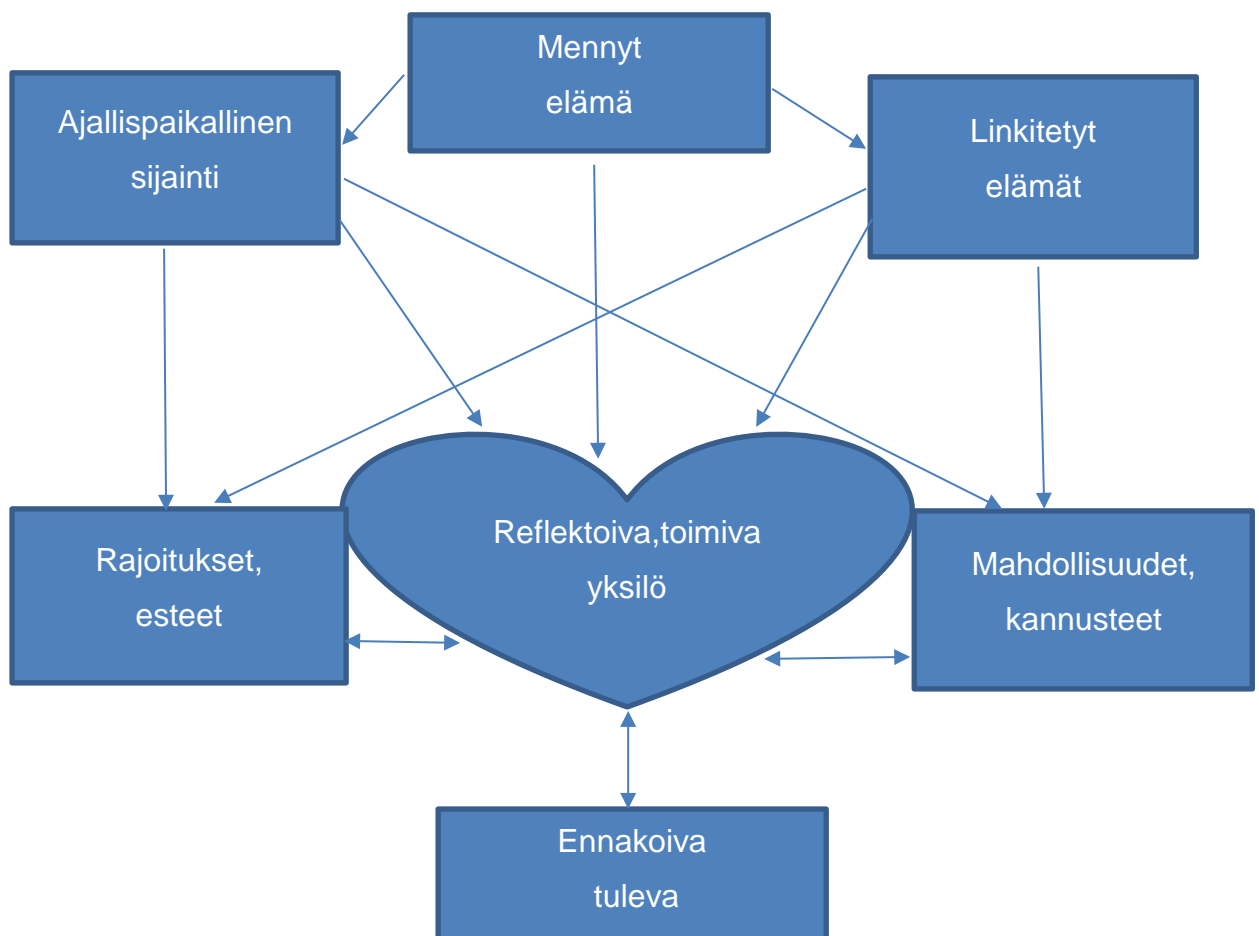 Mennyt
elämä
Ajallispaikallinen
sijainti
Linkitetyt
elämät
Rajoitukset,
esteet
Reflektoiva,toimiva
yksilö
Mahdollisuudet,
kannusteet
Ennakoiva
tuleva